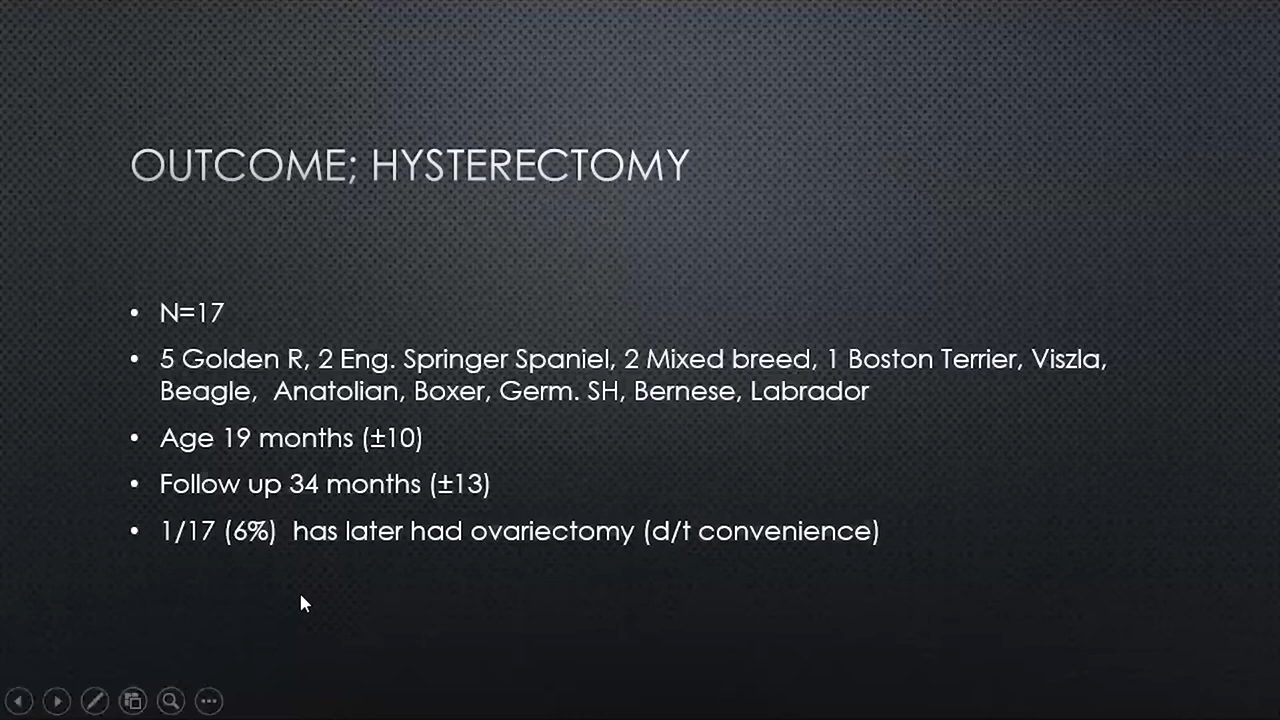 OUTCOME; HYSTERECTOMY
• N=17
• 5 Golden R, 2 Eng. Springer Spaniel, 2 Mixed breed, 1 Boston Terrier, Viszla,
Beagle,  Anatolian, Boxer, Germ. SH, Bernese, Labrador
• Age 19 months (±10)
• Follow up 34 months (±13)
• 1/17 (6%)  has later had ovariectomy (d/t convenience)